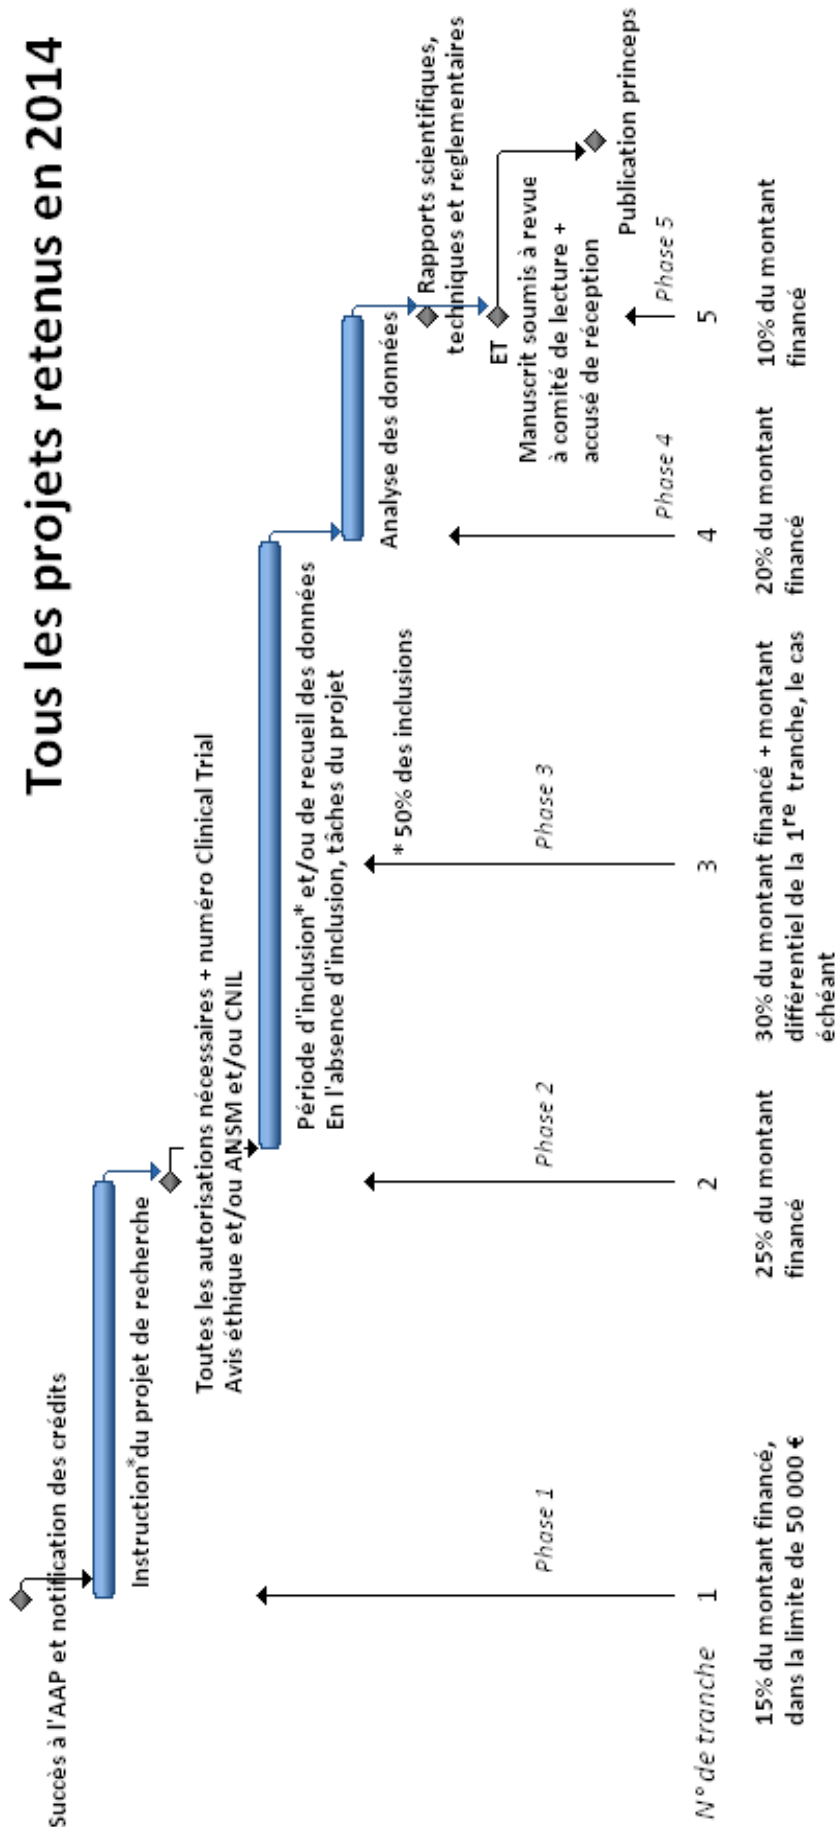 Tous les projets retenus en 2014
Succès à l'AAP et notification des crédits
Instruction* du projet de recherche
Toutes les autorisations nécessaires + numéro Clinical Trial
Avis éthique et/ou ANSM et/ou CNIL
Période d'inclusion* et/ou de recueil des données
En l'absence d'inclusion, tâches du projet
* 50% des inclusions
Analyse des données
Rapports scientifiques,
techniques et reglementaires
ET
Manuscrit soumis à revue
à comité de lecture +
accusé de réception
Publication princeps
Phase 1
Phase 2
Phase 3
Phase 4
Phase 5
N° de tranche
1
2
3
4
5
15% du montant financé,
dans la limite de 50 000 €
25% du montant
financé
30% du montant financé + montant
différentiel de la 1re tranche, le cas
échéant
20% du montant
financé
10% du montant
financé